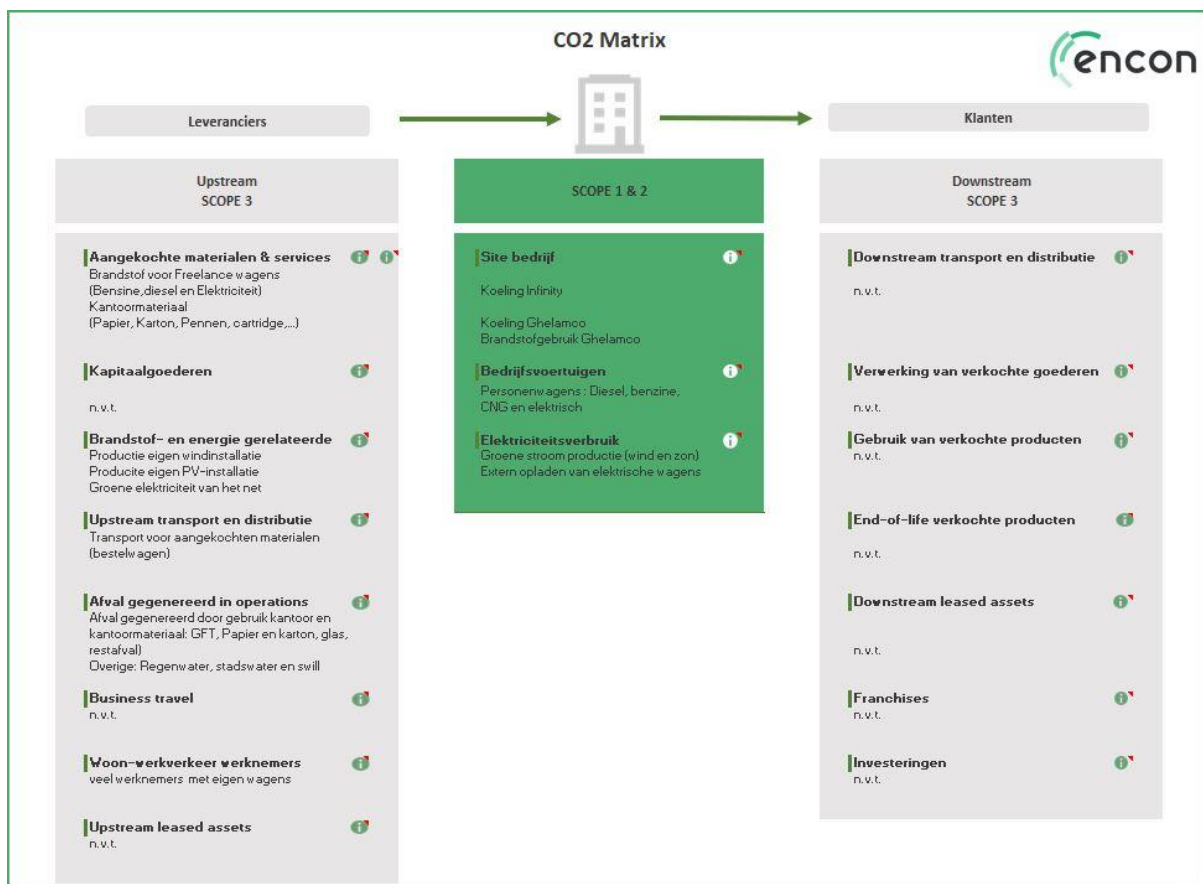 CO2 Matrix
encon
Leveranciers
Klanten
Upstream
SCOPE 3
Aangekochte materialen & services
Brandstof voor Freelance wagens
(Bensine,diesel en Elektriciteit)
Kantoormateriaal
(Papier, Karton, Pennen, cartridge,...)
Kapitaalgoederen
n.v.t.
Brandstof- en energie gerelateerde
Productie eigen windinstallatie
Producite eigen PV-installatie
Groene elektriciteit van het net
Upstream transport en distributie
Transport voor aangekochten materialen
(bestelwagen)
Afval gegenereerd in operations
Afval gegenereerd door gebruik kantoor en
kantoormateriaal: GFT, Papier en karton, glas,
restafval)
Overige: Regenwater, stadswater en swill
Business travel
n.v.t.
Woon-werkverkeer werknemers
veel werknemers met eigen wagens
Upstream leased assets
n.v.t.
SCOPE 1 & 2
Site bedrijf
Koeling Infinity
Koeling Ghelamco
Brandstofgebruik Ghelamco
Bedrijfsvoertuigen
Personenwagens : Diesel, benzine,
CNG en elektrisch
Elektriciteitsverbruik
Groene stroom productie (wind en zon)
Extern opladen van elektrische wagens
Downstream
SCOPE 3
Downstream transport en distributie
n.v.t.
Verwerking van verkochte goederen
n.v.t.
Gebruik van verkochte producten
n.v.t.
End-of-life verkochte producten
n.v.t.
Downstream leased assets
n.v.t.
Franchises
n.v.t.
Investeringen
n.v.t.